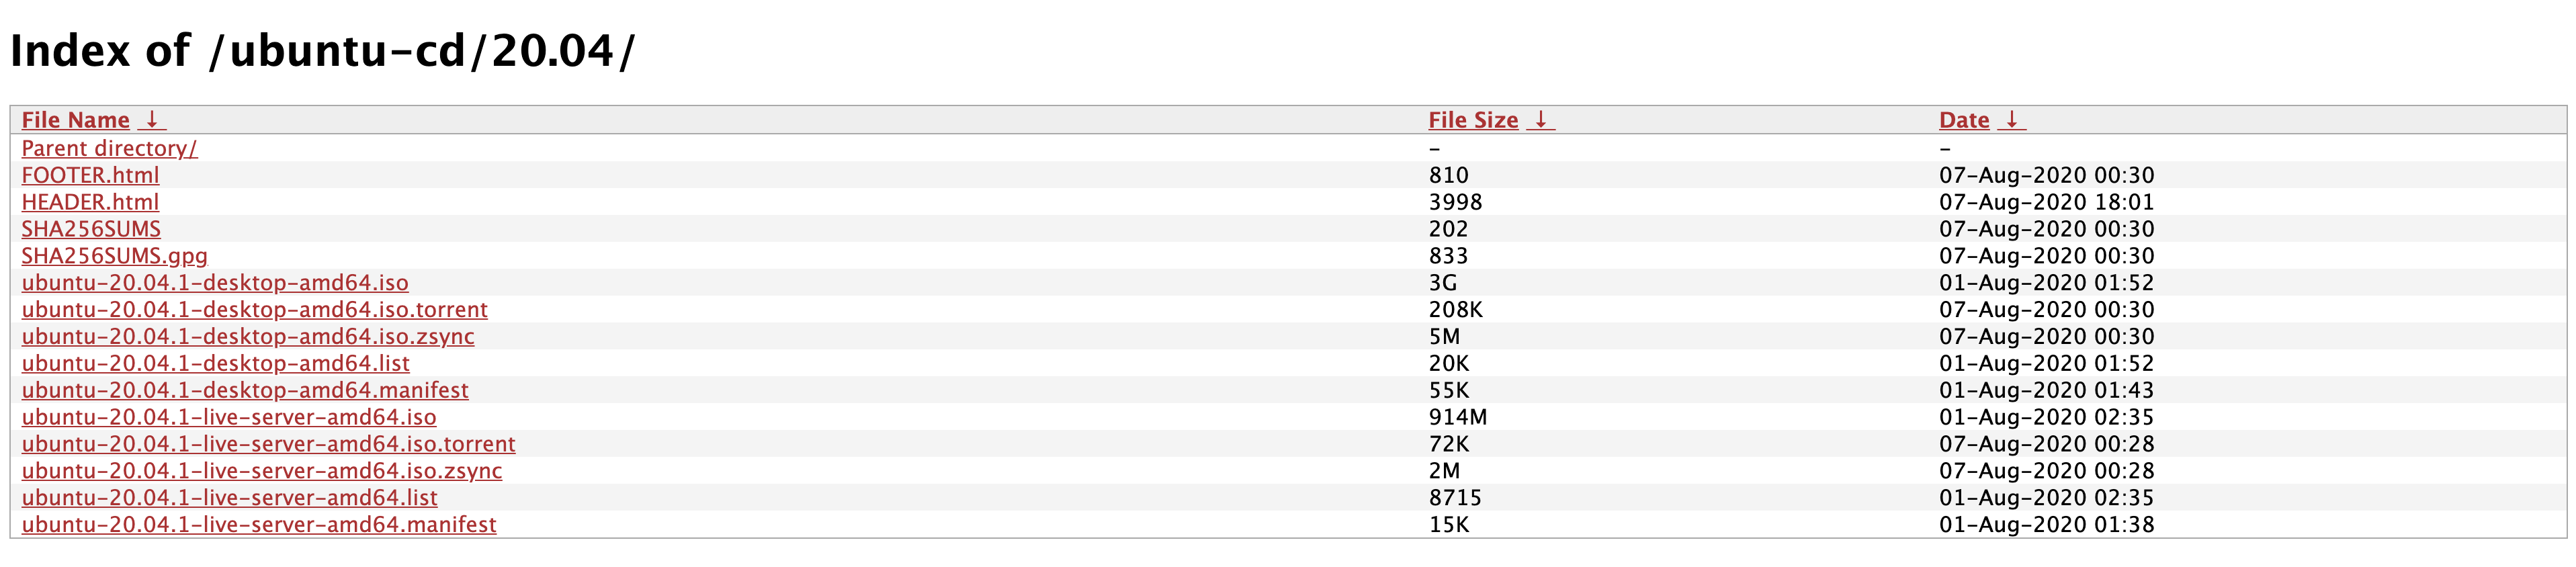 Index of /ubuntu-cd/20.04/
File Name ↓ File Size ↓ Date ↓
Parent directory/ - -
FOOTER.html 810 07-Aug-2020 00:30
HEADER.html 3998 07-Aug-2020 18:01
SHA256SUMS 202 07-Aug-2020 00:30
SHA256SUMS.gpg 833 07-Aug-2020 00:30
ubuntu-20.04.1-desktop-amd64.iso 3G 01-Aug-2020 01:52
ubuntu-20.04.1-desktop-amd64.iso.torrent 208K 07-Aug-2020 00:30
ubuntu-20.04.1-desktop-amd64.iso.zsync 5M 07-Aug-2020 00:30
ubuntu-20.04.1-desktop-amd64.list 20K 01-Aug-2020 01:52
ubuntu-20.04.1-desktop-amd64.manifest 55K 01-Aug-2020 01:43
ubuntu-20.04.1-live-server-amd64.iso 914M 01-Aug-2020 02:35
ubuntu-20.04.1-live-server-amd64.iso.torrent 72K 07-Aug-2020 00:28
ubuntu-20.04.1-live-server-amd64.iso.zsync 2M 07-Aug-2020 00:28
ubuntu-20.04.1-live-server-amd64.list 8715 01-Aug-2020 02:35
ubuntu-20.04.1-live-server-amd64.manifest 15K 01-Aug-2020 01:38